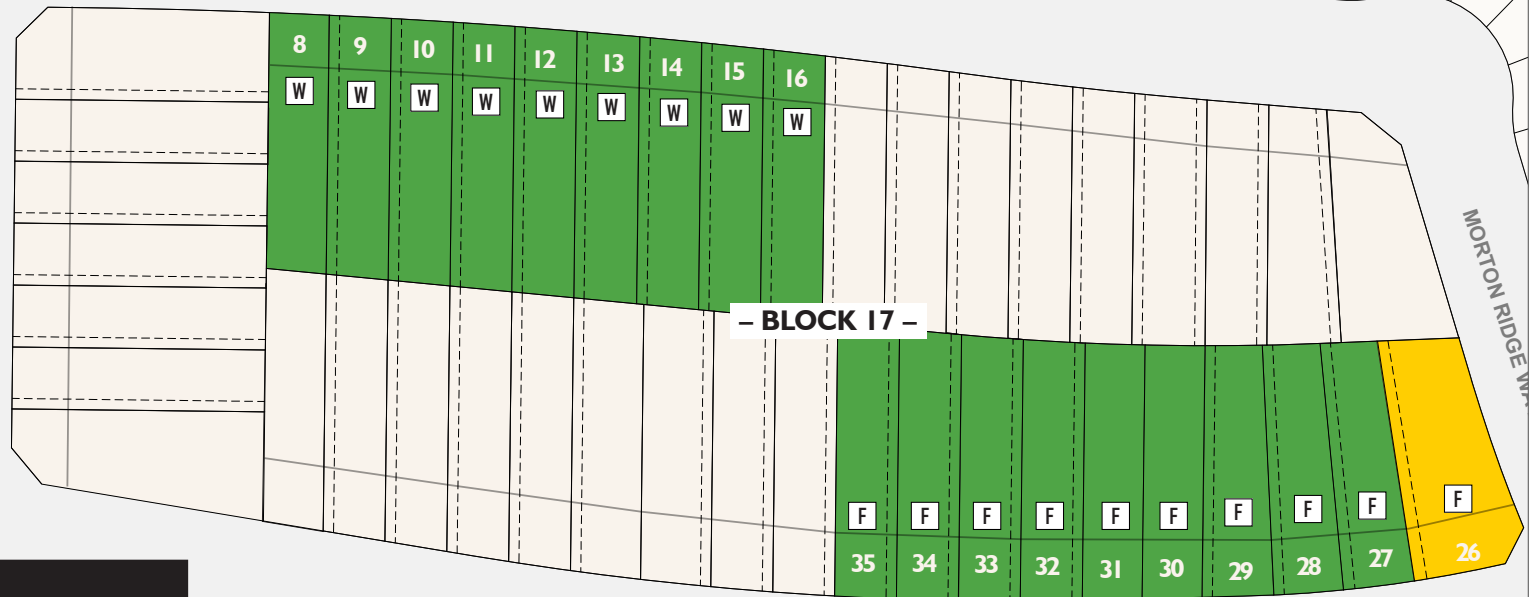 8 9 10 11 12 13 14 15 16
W W W W W W W W W
– BLOCK 17 –
MORTON RIDGE WA
F F F F F F F F F F
35 34 33 32 31 30 29 28 27 26